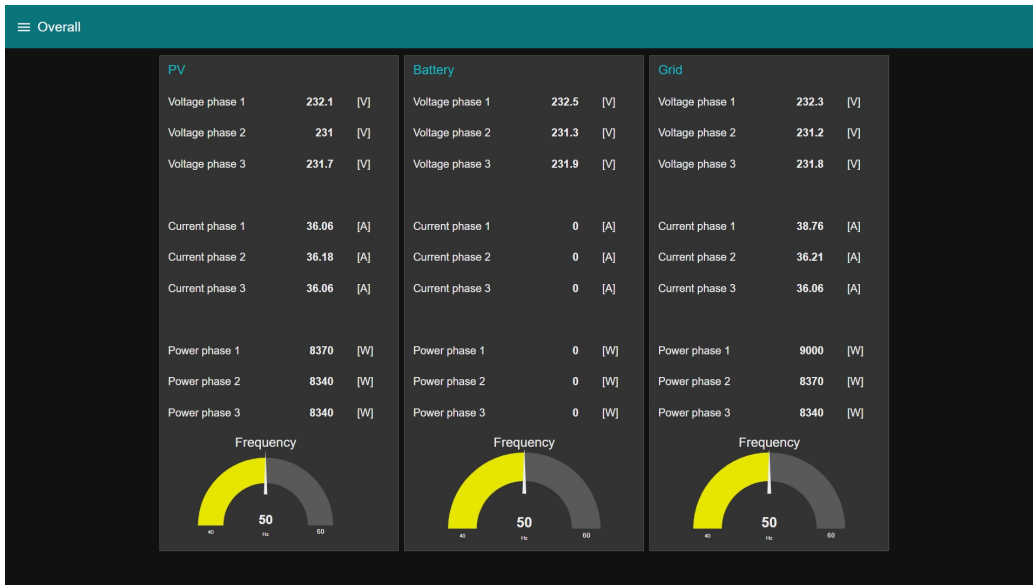 ≡ Overall
PV
Voltage phase 1 232.1 [V]
Voltage phase 2 231 [V]
Voltage phase 3 231.7 [V]
Current phase 1 36.06 [A]
Current phase 2 36.18 [A]
Current phase 3 36.06 [A]
Power phase 1 8370 [W]
Power phase 2 8340 [W]
Power phase 3 8340 [W]
Frequency
50
40 Hz 60
Battery
Voltage phase 1 232.5 [V]
Voltage phase 2 231.3 [V]
Voltage phase 3 231.9 [V]
Current phase 1 0 [A]
Current phase 2 0 [A]
Current phase 3 0 [A]
Power phase 1 0 [W]
Power phase 2 0 [W]
Power phase 3 0 [W]
Frequency
50
40 Hz 60
Grid
Voltage phase 1 232.3 [V]
Voltage phase 2 231.2 [V]
Voltage phase 3 231.8 [V]
Current phase 1 38.76 [A]
Current phase 2 36.21 [A]
Current phase 3 36.06 [A]
Power phase 1 9000 [W]
Power phase 2 8370 [W]
Power phase 3 8340 [W]
Frequency
50
40 Hz 60